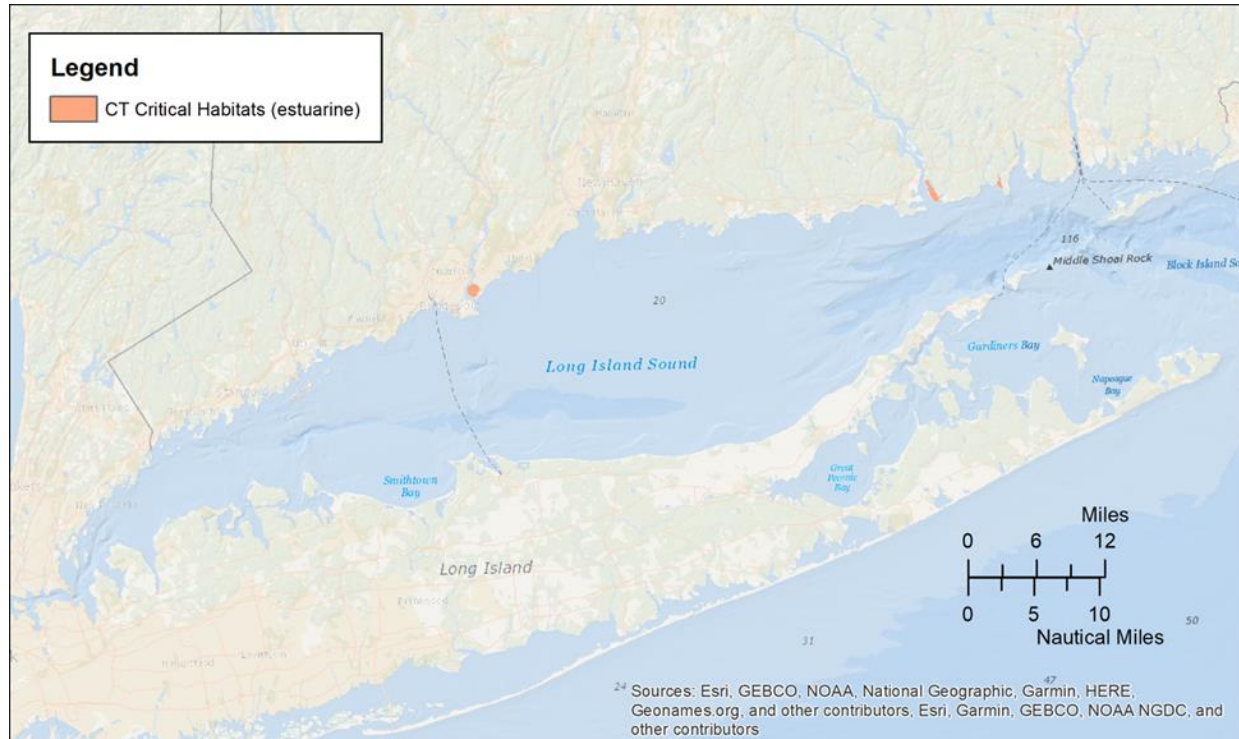 Legend
CT Critical Habitats (estuarine)
116
Middle Shoal Rock
Block Island So
20
Gardiners Bay
Long Island Sound
Napeague
Bay
Smithtown
Bay
Great
Peconic
Bay
Long Island
Miles
0 6 12
0 5 10
Nautical Miles
50
31
47
24
Sources: Esri, GEBCO, NOAA, National Geographic, Garmin, HERE,
Geonames.org, and other contributors, Esri, Garmin, GEBCO, NOAA NGDC, and
other contributors